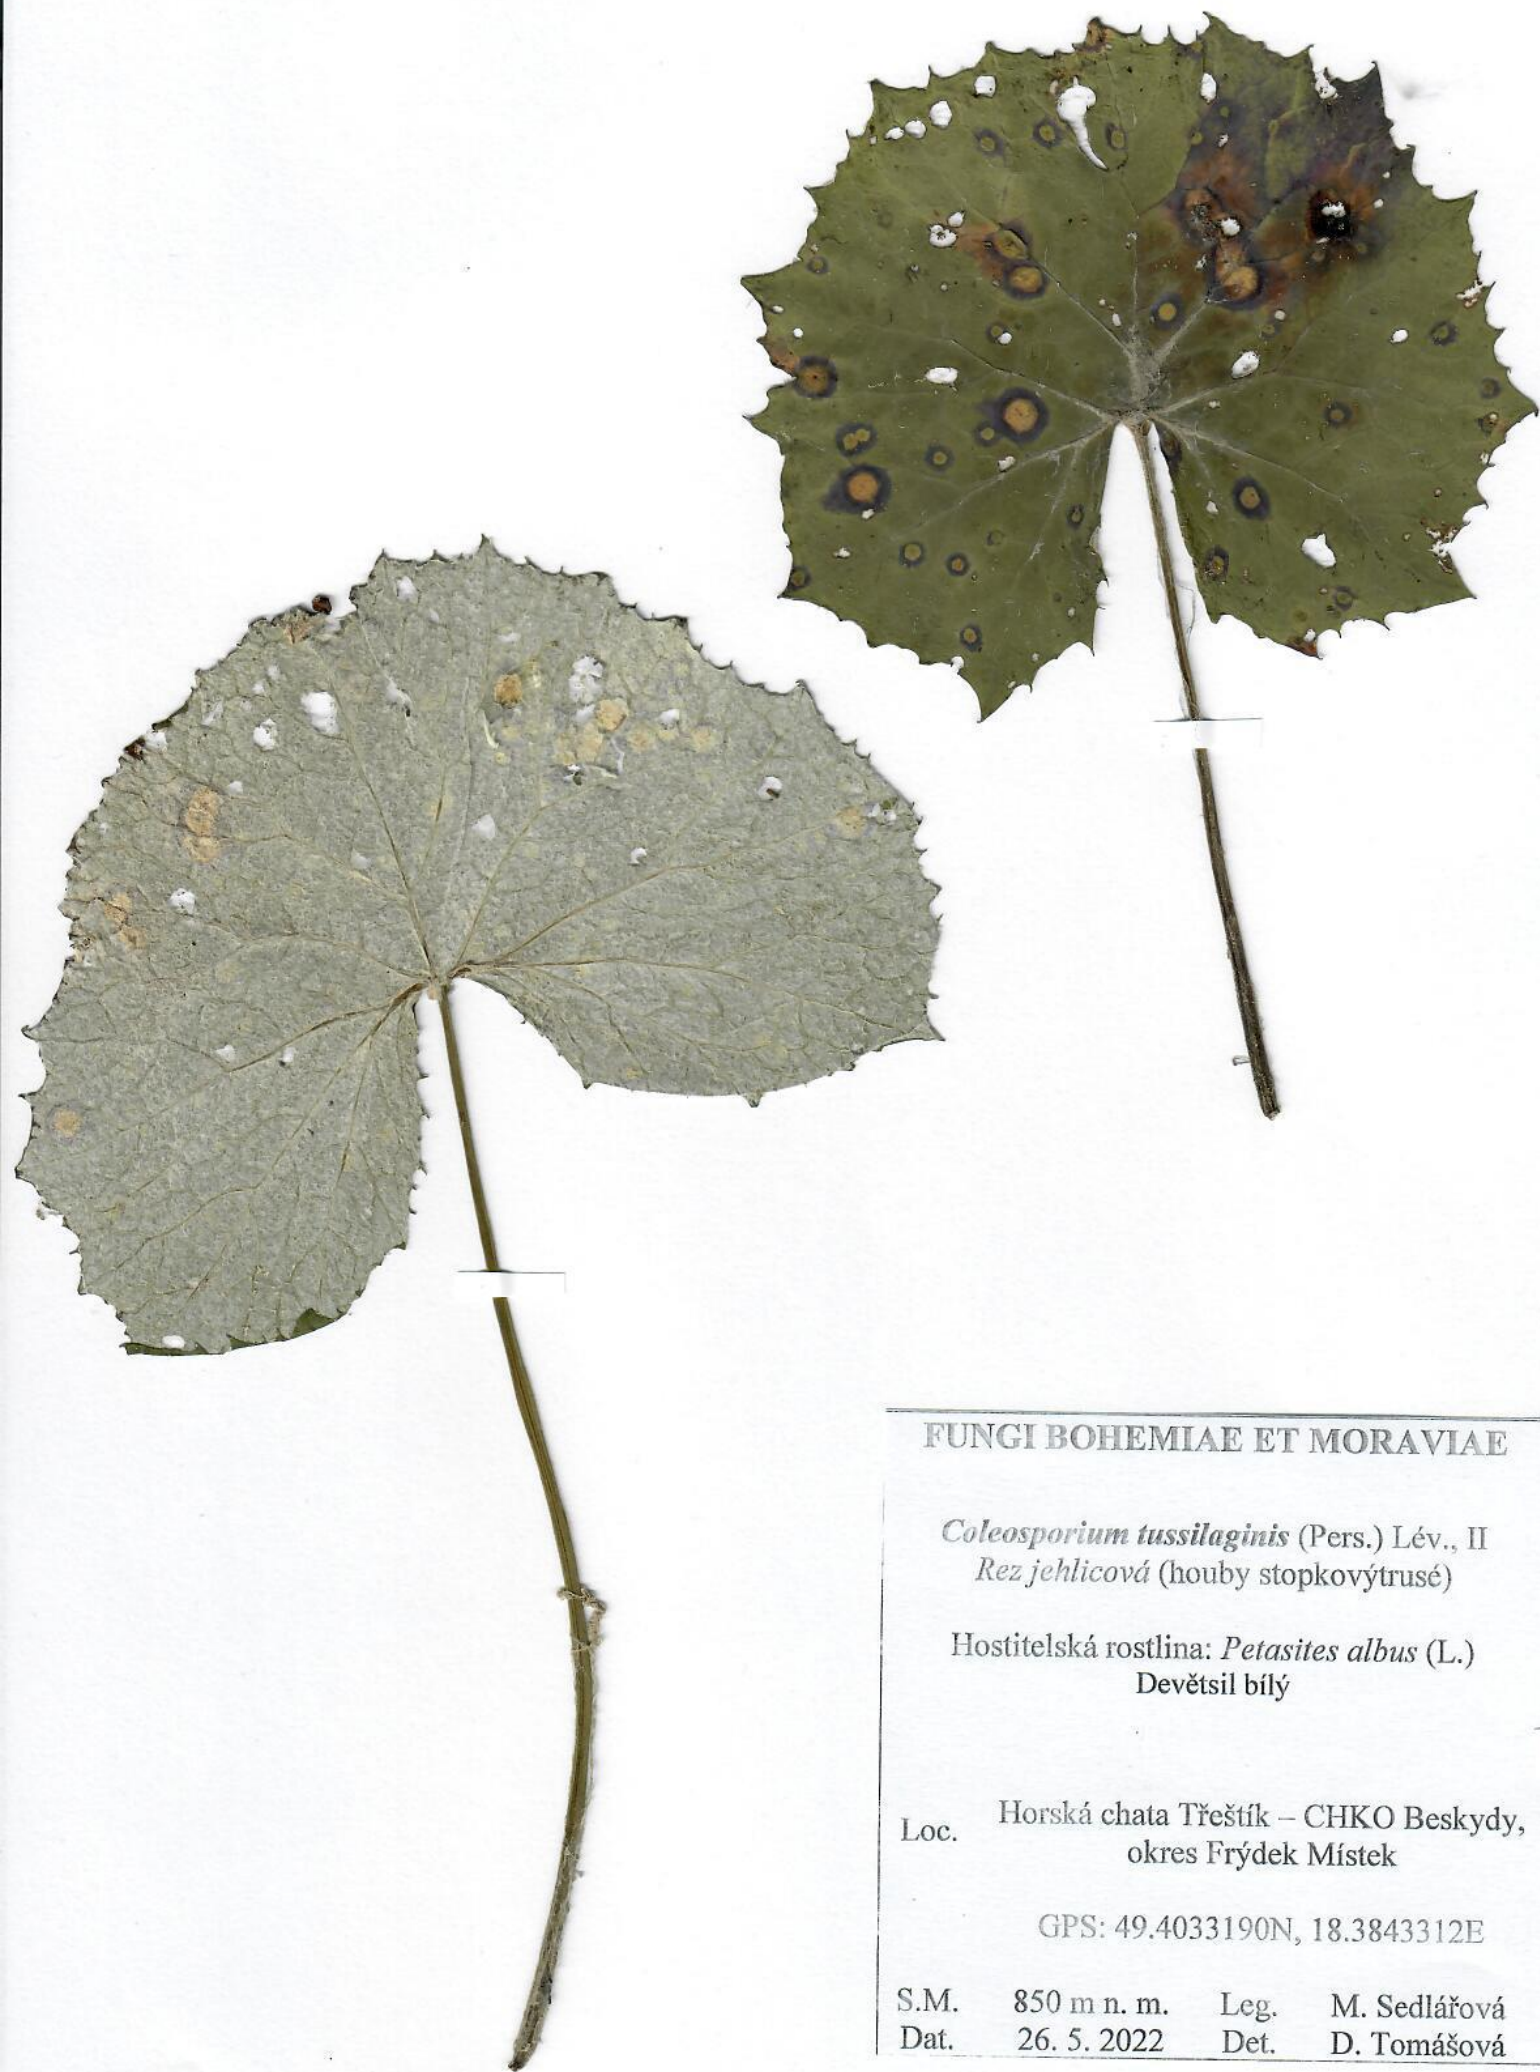 FUNGI BOHEMIAE ET MORAVIAE
Coleosporium tussilaginis (Pers.) Lév., II
Rez jehlicová (houby stopkovýtrusé)
Hostitelská rostlina: Petasites albus (L.)
Devětsil bílý
Loc. Horská chata Třeštík – CHKO Beskydy,
okres Frýdek Místek
GPS: 49.4033190N, 18.3843312E
S.M. 850 m n. m. Leg. M. Sedlářová
Dat. 26. 5. 2022 Det. D. Tomášová